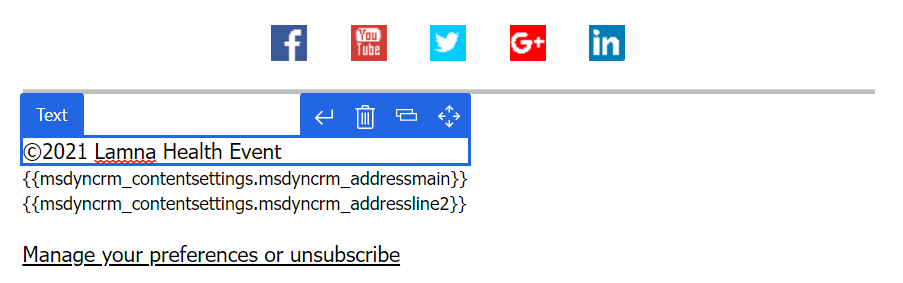 f You Tube G+ in
Text
©2021 Lamna Health Event
{{msdyncrm_contentsettings.msdyncrm_addressmain}}
{{msdyncrm_contentsettings.msdyncrm_addressline2}}
Manage your preferences or unsubscribe